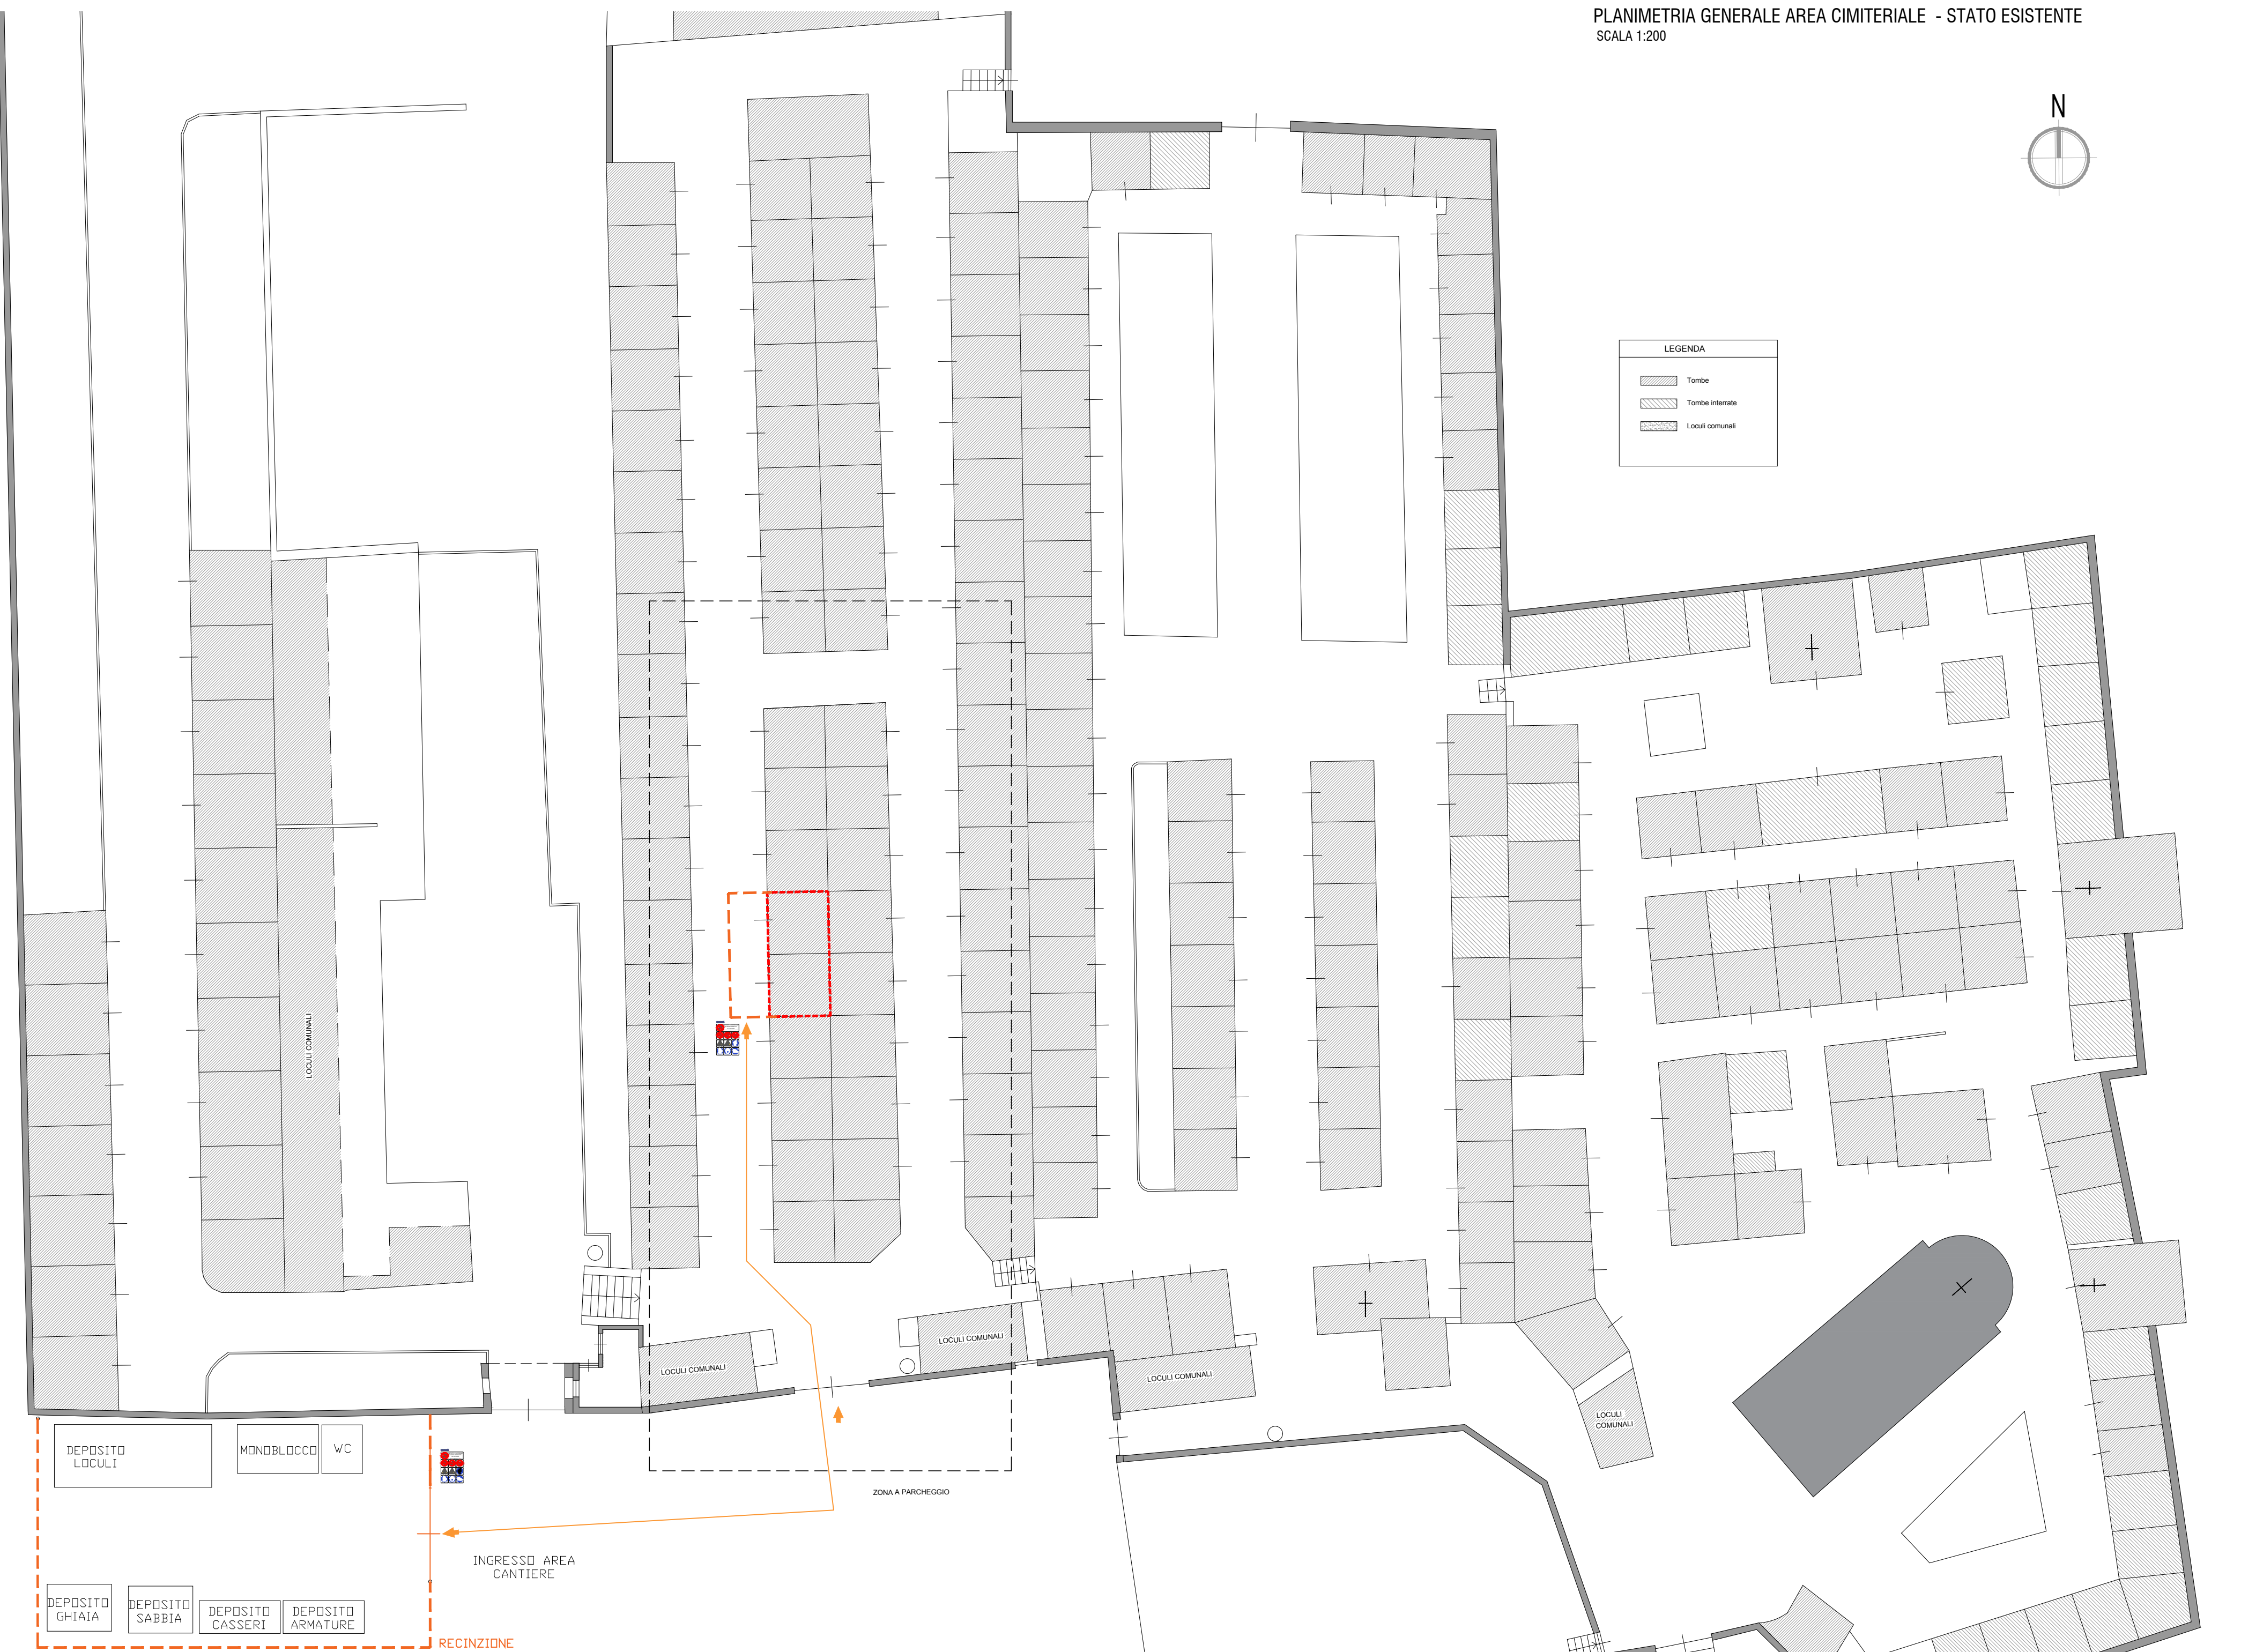 PLANIMETRIA GENERALE AREA CIMITERIALE - STATO ESISTENTE
SCALA 1:200
N
LEGENDA
Tombe
Tombe interrate
Loculi comunali
LOCULI COMUNALI
LOCULI COMUNALI
LOCULI COMUNALI
LOCULI COMUNALI
LOCULI
COMUNALI
DEPOSITO
LOCULI
MONOBLOCCO
WC
ZONA A PARCHEGGIO
INGRESSO AREA
CANTIERE
DEPOSITO
GHIAIA
DEPOSITO
SABBIA
DEPOSITO
CASSERI
DEPOSITO
ARMATURE
RECINZIONE